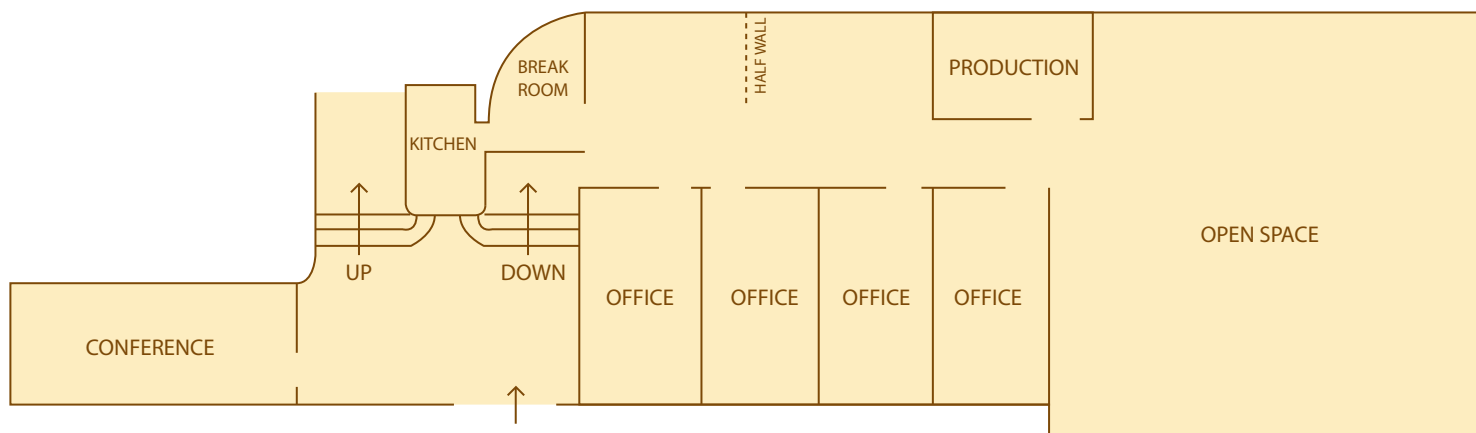 BREAK
ROOM
HALF WALL
PRODUCTION
KITCHEN
OPEN SPACE
UP
DOWN
OFFICE
OFFICE
OFFICE
OFFICE
CONFERENCE